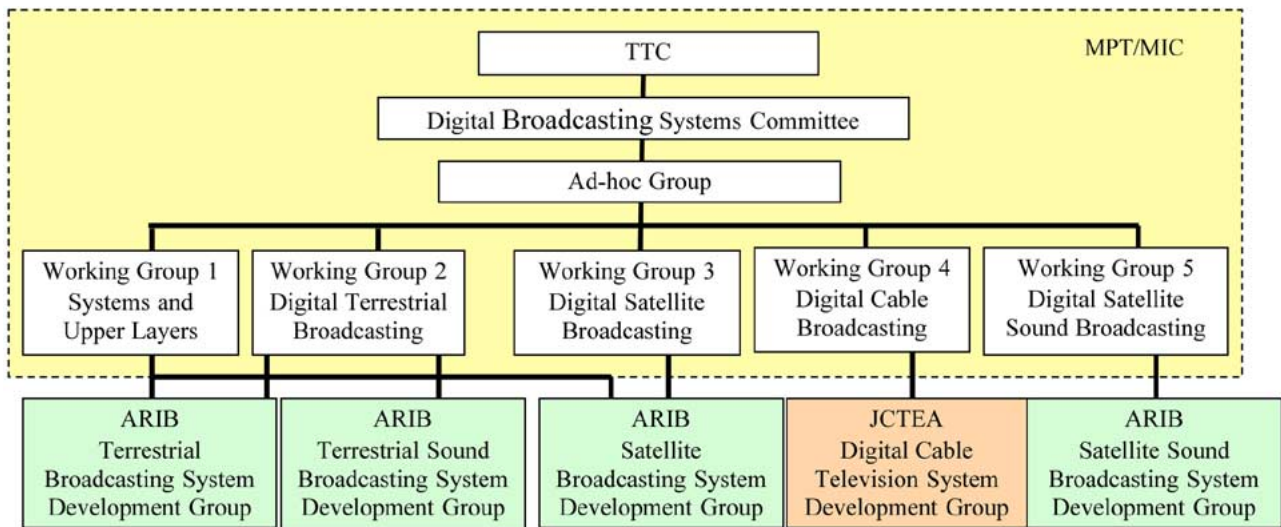 TTC
MPT/MIC
Digital Broadcasting Systems Committee
Ad-hoc Group
Working Group 1
Systems and
Upper Layers
Working Group 2
Digital Terrestrial
Broadcasting
Working Group 3
Digital Satellite
Broadcasting
Working Group 4
Digital Cable
Broadcasting
Working Group 5
Digital Satellite
Sound Broadcasting
ARIB
Terrestrial
Broadcasting System
Development Group
ARIB
Terrestrial Sound
Broadcasting System
Development Group
ARIB
Satellite
Broadcasting System
Development Group
JCTEA
Digital Cable
Television System
Development Group
ARIB
Satellite Sound
Broadcasting System
Development Group